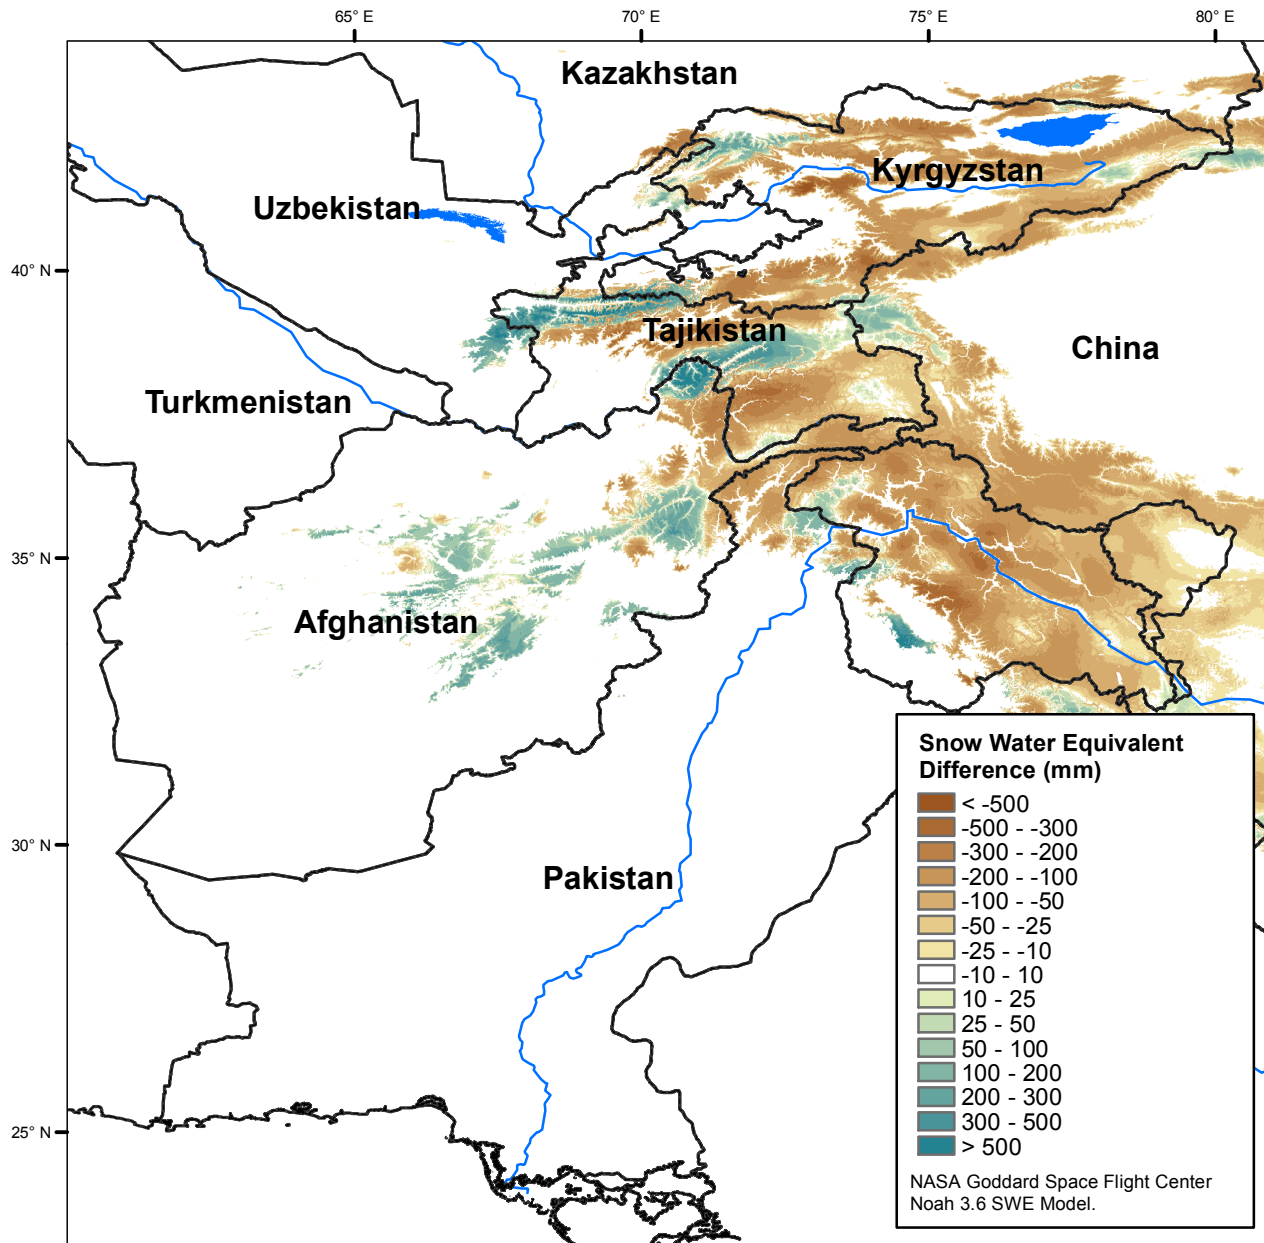 65° E
70° E
75° E
80° E
Kazakhstan
Kyrgyzstan
Uzbekistan
40° N
Tajikistan
China
Turkmenistan
35° N
Afghanistan
Snow Water Equivalent
Difference (mm)
< -500
-500 - -300
-300 - -200
-200 - -100
-100 - -50
-50 - -25
-25 - -10
-10 - 10
10 - 25
25 - 50
50 - 100
100 - 200
200 - 300
300 - 500
> 500
30° N
Pakistan
25° N
NASA Goddard Space Flight Center
Noah 3.6 SWE Model.